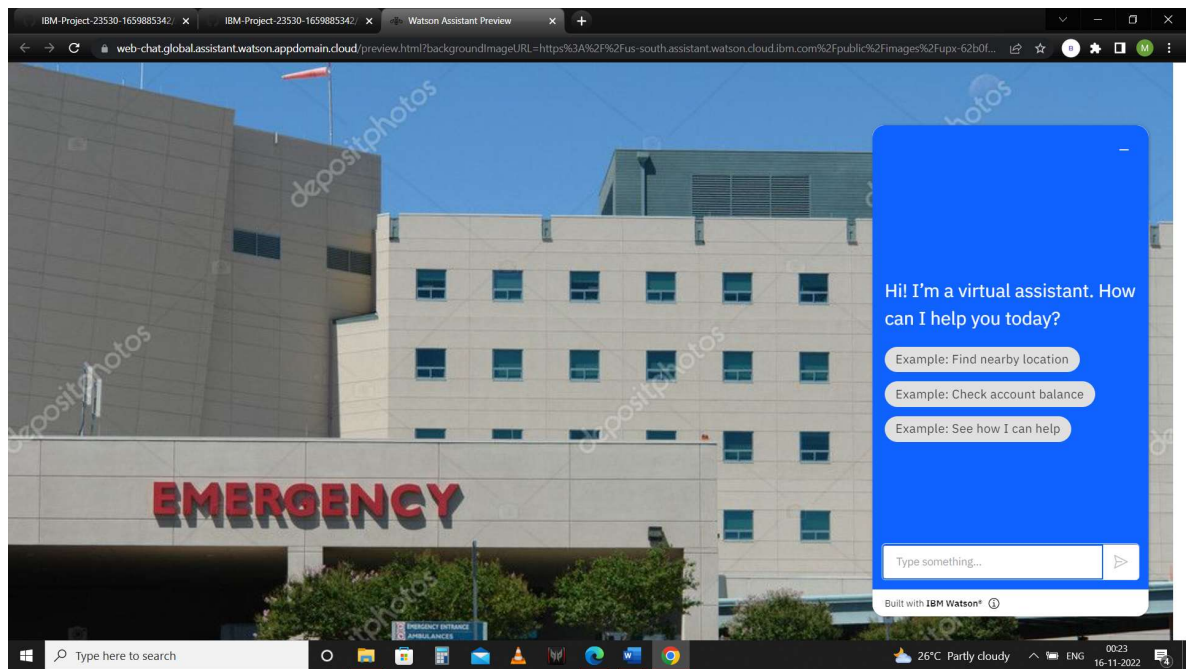 IBM-Project-23530-1659885342/
IBM-Project-23530-1659885342/
Watson Assistant Preview
web-chat.global.assistant.watson.appdomain.cloud/preview.html?backgroundImageURL=https%3A%2F%2Fus-south.assistant.watson.cloud.ibm.com%2Fpublic%2Fimages%2Fupx-62b0f...
M
depositphotos
depositphotos
depositphotos
depositphotos
Hi! I'm a virtual assistant. How
can I help you today?
Example: Find nearby location
Example: Check account balance
Example: See how I can help
EMERGENCY
Type something...
Built with IBM Watson®
EMERGENCY ENTRANCE
AMBULANCES
Type here to search
26°C Partly cloudy
ENG
00:23
16-11-2022
4